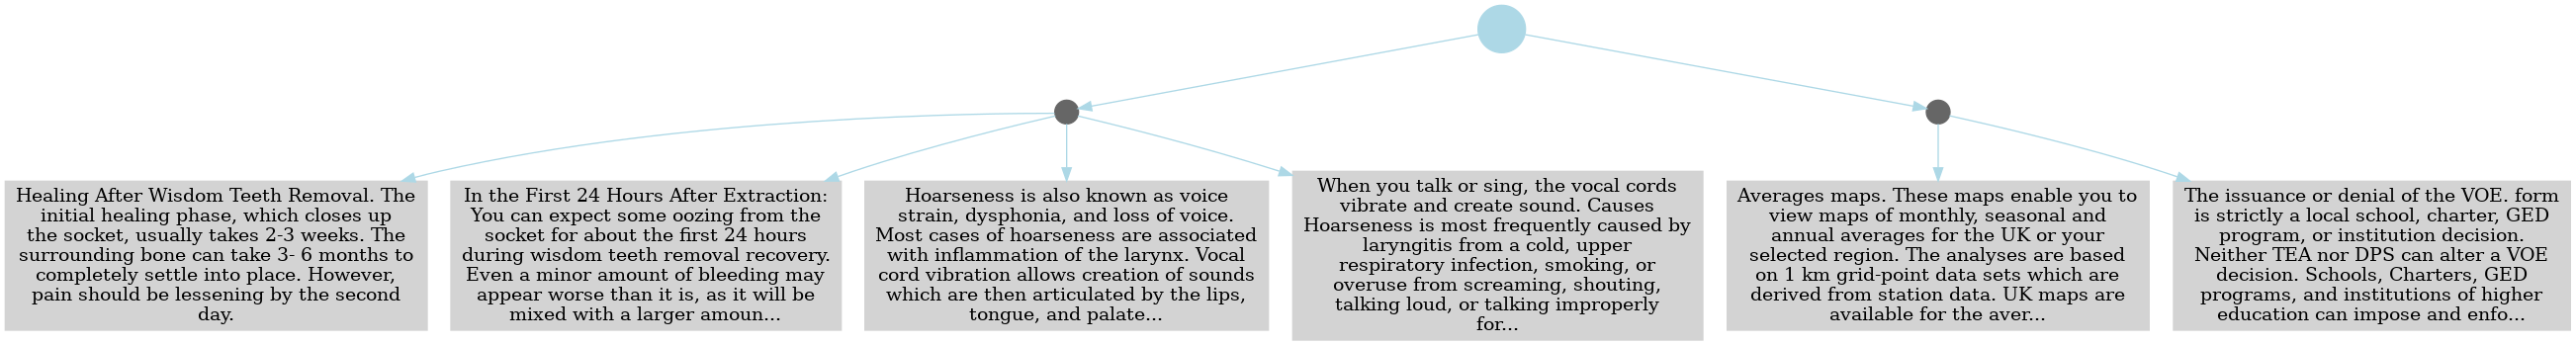 Healing After Wisdom Teeth Removal. The
initial healing phase, which closes up
the socket, usually takes 2-3 weeks. The
surrounding bone can take 3- 6 months to
completely settle into place. However,
pain should be lessening by the second
day.
In the First 24 Hours After Extraction:
You can expect some oozing from the
socket for about the first 24 hours
during wisdom teeth removal recovery.
Even a minor amount of bleeding may
appear worse than it is, as it will be
mixed with a larger amoun...
Hoarseness is also known as voice
strain, dysphonia, and loss of voice.
Most cases of hoarseness are associated
with inflammation of the larynx. Vocal
cord vibration allows creation of sounds
which are then articulated by the lips,
tongue, and palate...
When you talk or sing, the vocal cords
vibrate and create sound. Causes
Hoarseness is most frequently caused by
laryngitis from a cold, upper
respiratory infection, smoking, or
overuse from screaming, shouting,
talking loud, or talking improperly
for...
Averages maps. These maps enable you to
view maps of monthly, seasonal and
annual averages for the UK or your
selected region. The analyses are based
on 1 km grid-point data sets which are
derived from station data. UK maps are
available for the aver...
The issuance or denial of the VOE. form
is strictly a local school, charter, GED
program, or institution decision.
Neither TEA nor DPS can alter a VOE
decision. Schools, Charters, GED
programs, and institutions of higher
education can impose and enfo...